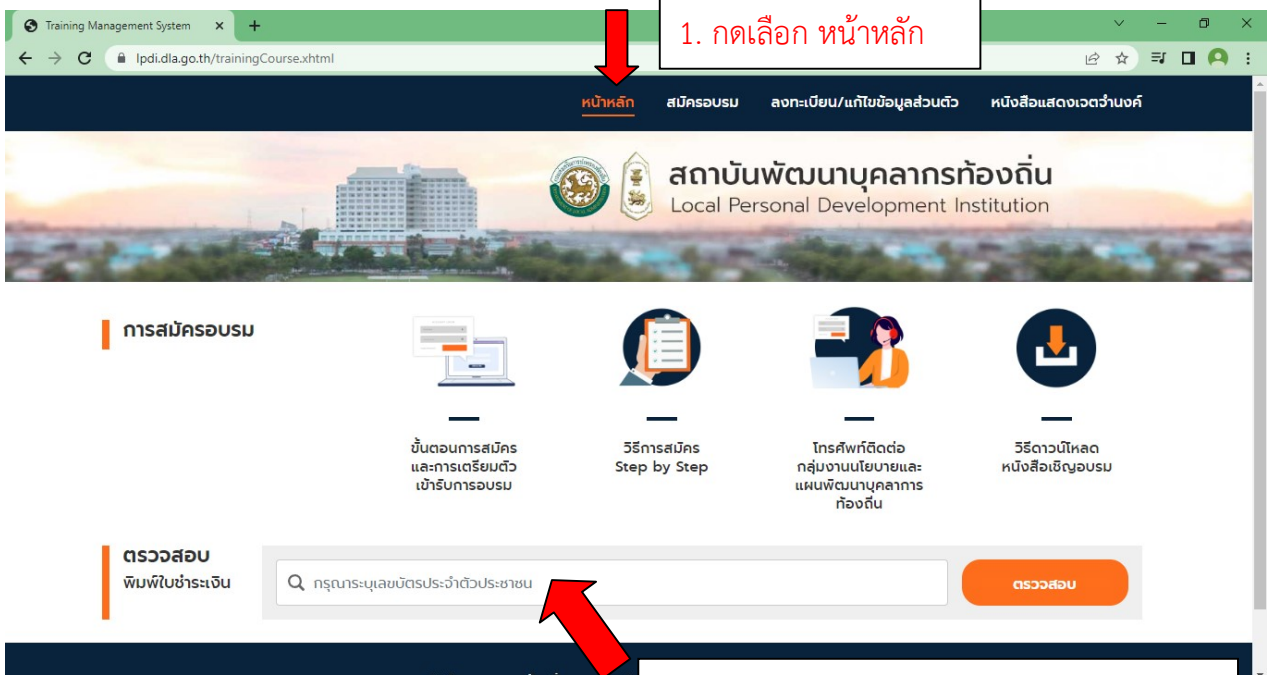 Training Management System
1. กดเลือก หน้าหลัก
lpdi.dla.go.th/trainingCourse.xhtml
หน้าหลัก สมัครอบรม ลงทะเบียน/แก้ไขข้อมูลส่วนตัว หนังสือแสดงเจตจำนงค์
สถาบันพัฒนาบุคลากรท้องถิ่น
Local Personal Development Institution
การสมัครอบรม
ขั้นตอนการสมัคร
และการเตรียมตัว
เข้ารับการอบรม
วิธีการสมัคร
Step by Step
โทรศัพท์ติดต่อ
กลุ่มงานนโยบายและ
แผนพัฒนาบุคลาการ
ท้องถิ่น
วิธีดาวน์โหลด
หนังสือเชิญอบรม
ตรวจสอบ
พิมพ์ใบชำระเงิน
กรุณาระบุเลขบัตรประจำตัวประชาชน
ตรวจสอบ